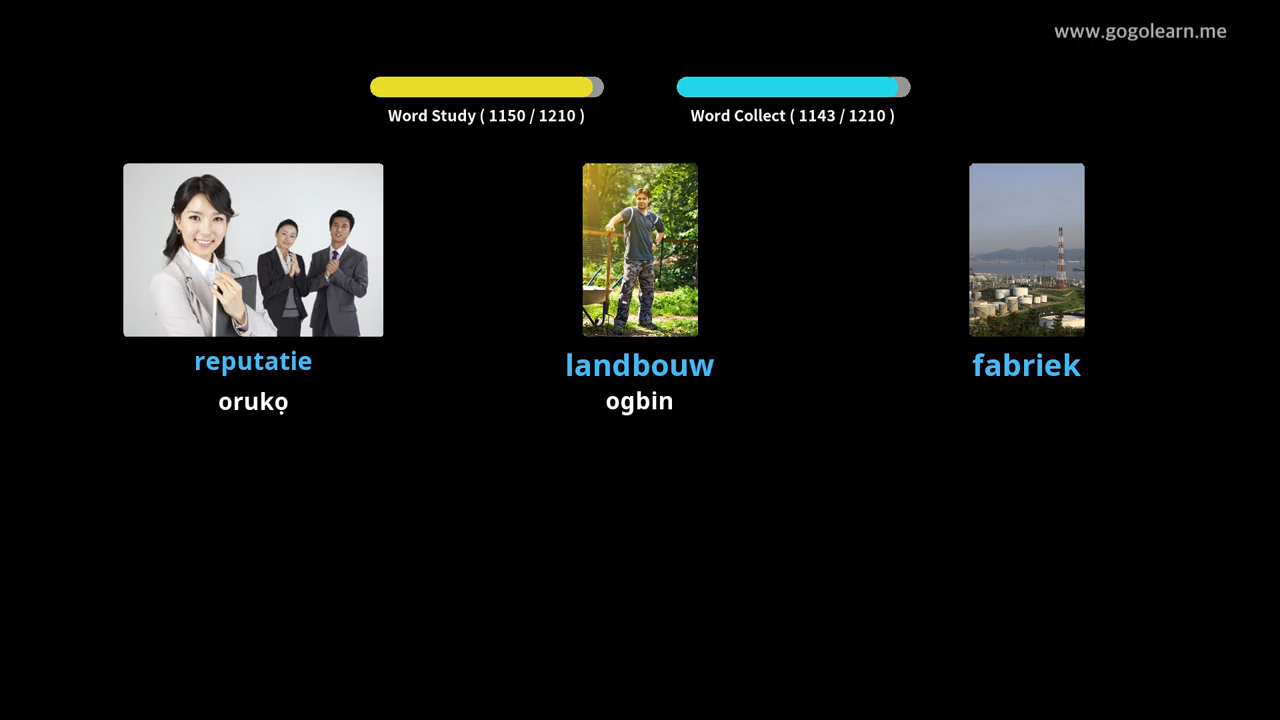 www.gogolearn.me
Word Study ( 1150 / 1210 )
Word Collect ( 1143 / 1210 )
reputatie
landbouw
fabriek
orukọ
ogbin